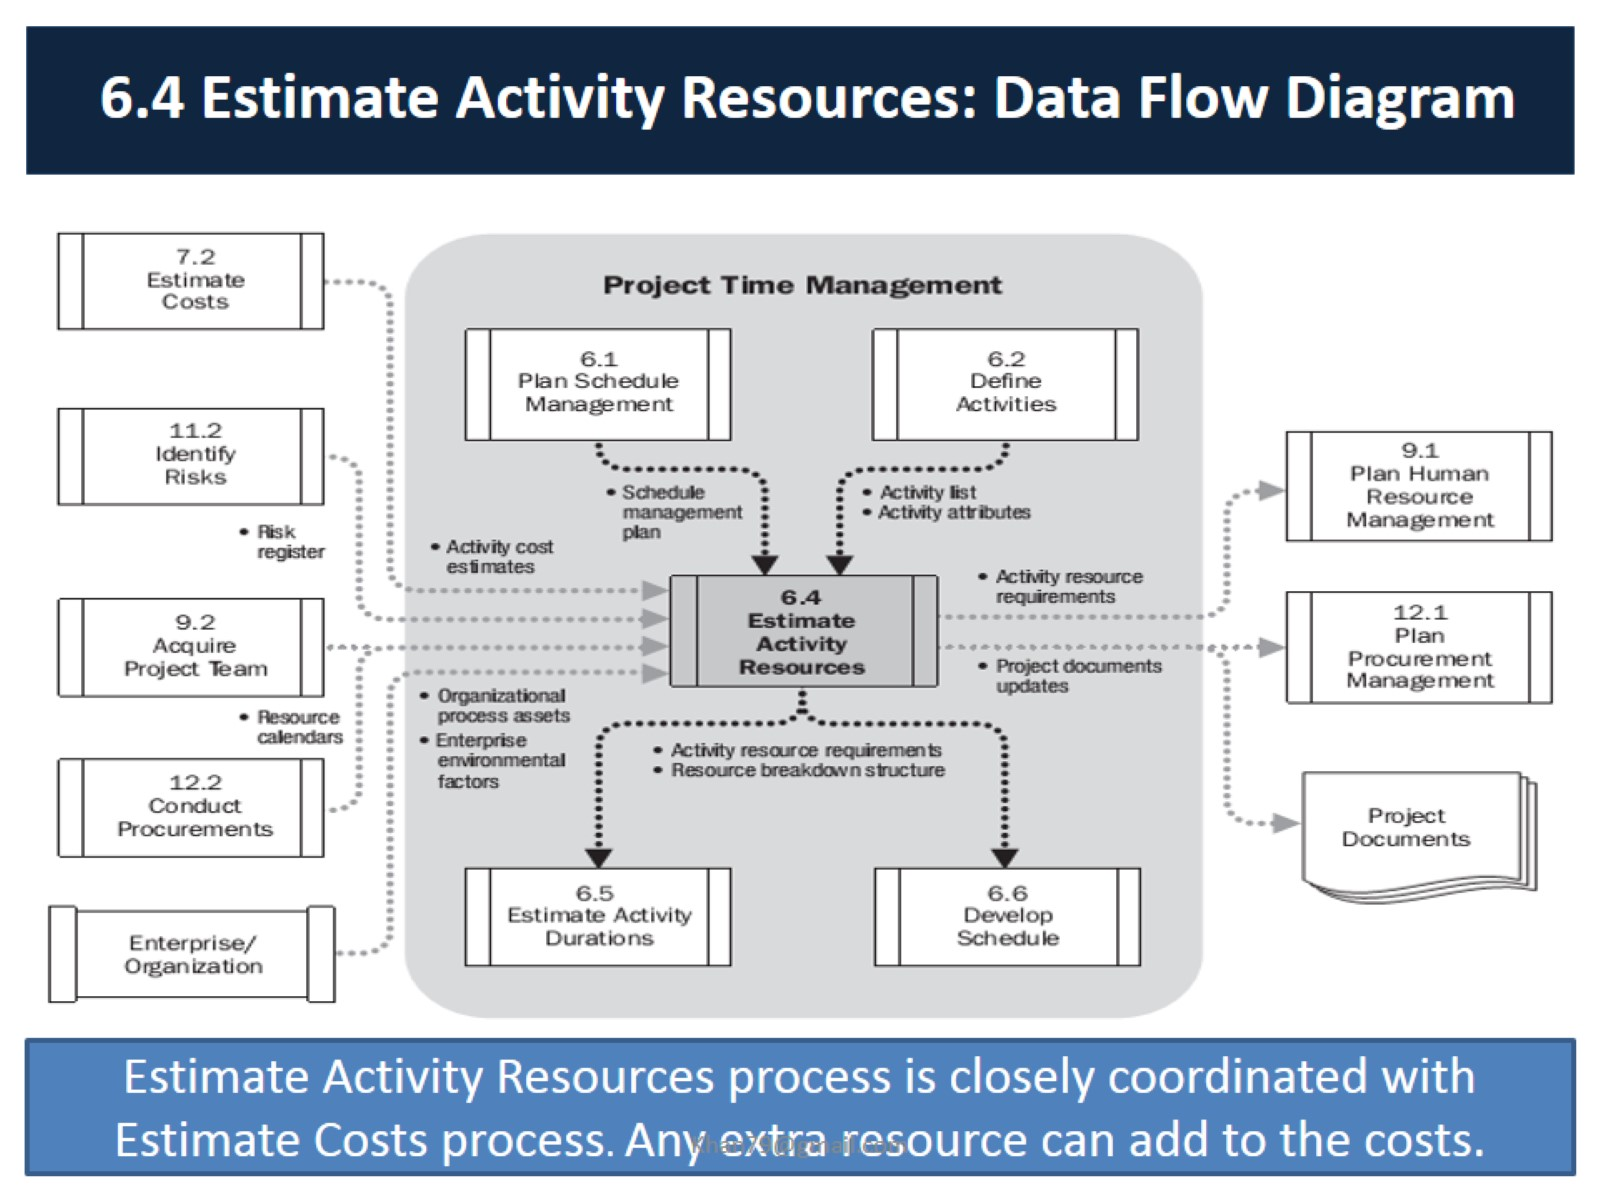 6.4 Estimate Activity Resources: Data Flow Diagram
Project Time Management
7.2
Estimate
Costs
11.2
Identify
Risks
• Risk
register
9.2
Acquire
Project Team
• Resource
calendars
12.2
Conduct
Procurements
Enterprise/
Organization
6.1
Plan Schedule
Management
6.2
Define
Activities
• Schedule
management
plan
• Activity list
• Activity attributes
• Activity cost
estimates
6.4
Estimate
Activity
Resources
• Organizational
process assets
• Enterprise
environmental
factors
• Activity resource
requirements
• Project documents
updates
• Activity resource requirements
• Resource breakdown structure
6.5
Estimate Activity
Durations
6.6
Develop
Schedule
9.1
Plan Human
Resource
Management
12.1
Plan
Procurement
Management
Project
Documents
Estimate Activity Resources process is closely coordinated with
Estimate Costs process. Any extra resource can add to the costs.